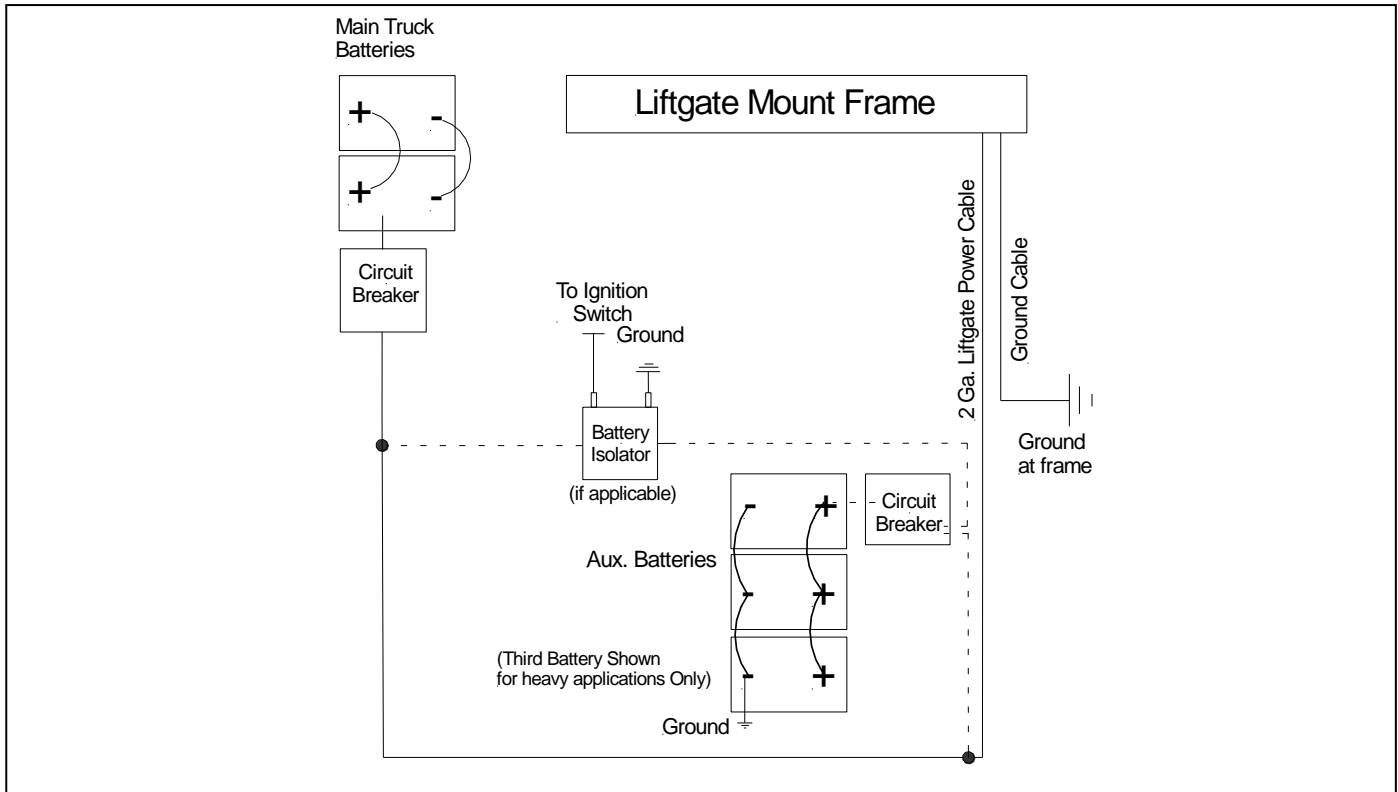 Main Truck
Batteries
Liftgate Mount Frame
+ -
+ -
Circuit
Breaker
To Ignition
Switch
Ground
2 Ga. Liftgate Power Cable
Ground Cable
Battery
Isolator
(if applicable)
Ground
at frame
- +
Circuit
Breaker
Aux. Batteries
- +
(Third Battery Shown
for heavy applications Only)
- +
Ground